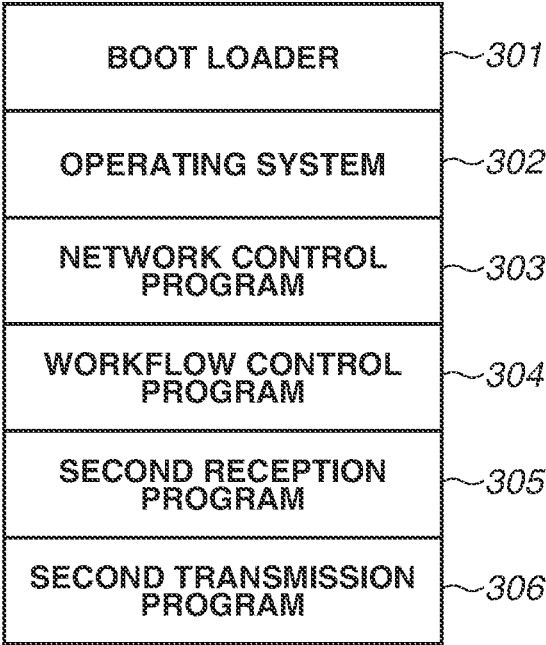 BOOT LOADER
301
OPERATING SYSTEM
302
NETWORK CONTROL
PROGRAM
303
WORKFLOW CONTROL
PROGRAM
304
SECOND RECEPTION
PROGRAM
305
SECOND TRANSMISSION
PROGRAM
306